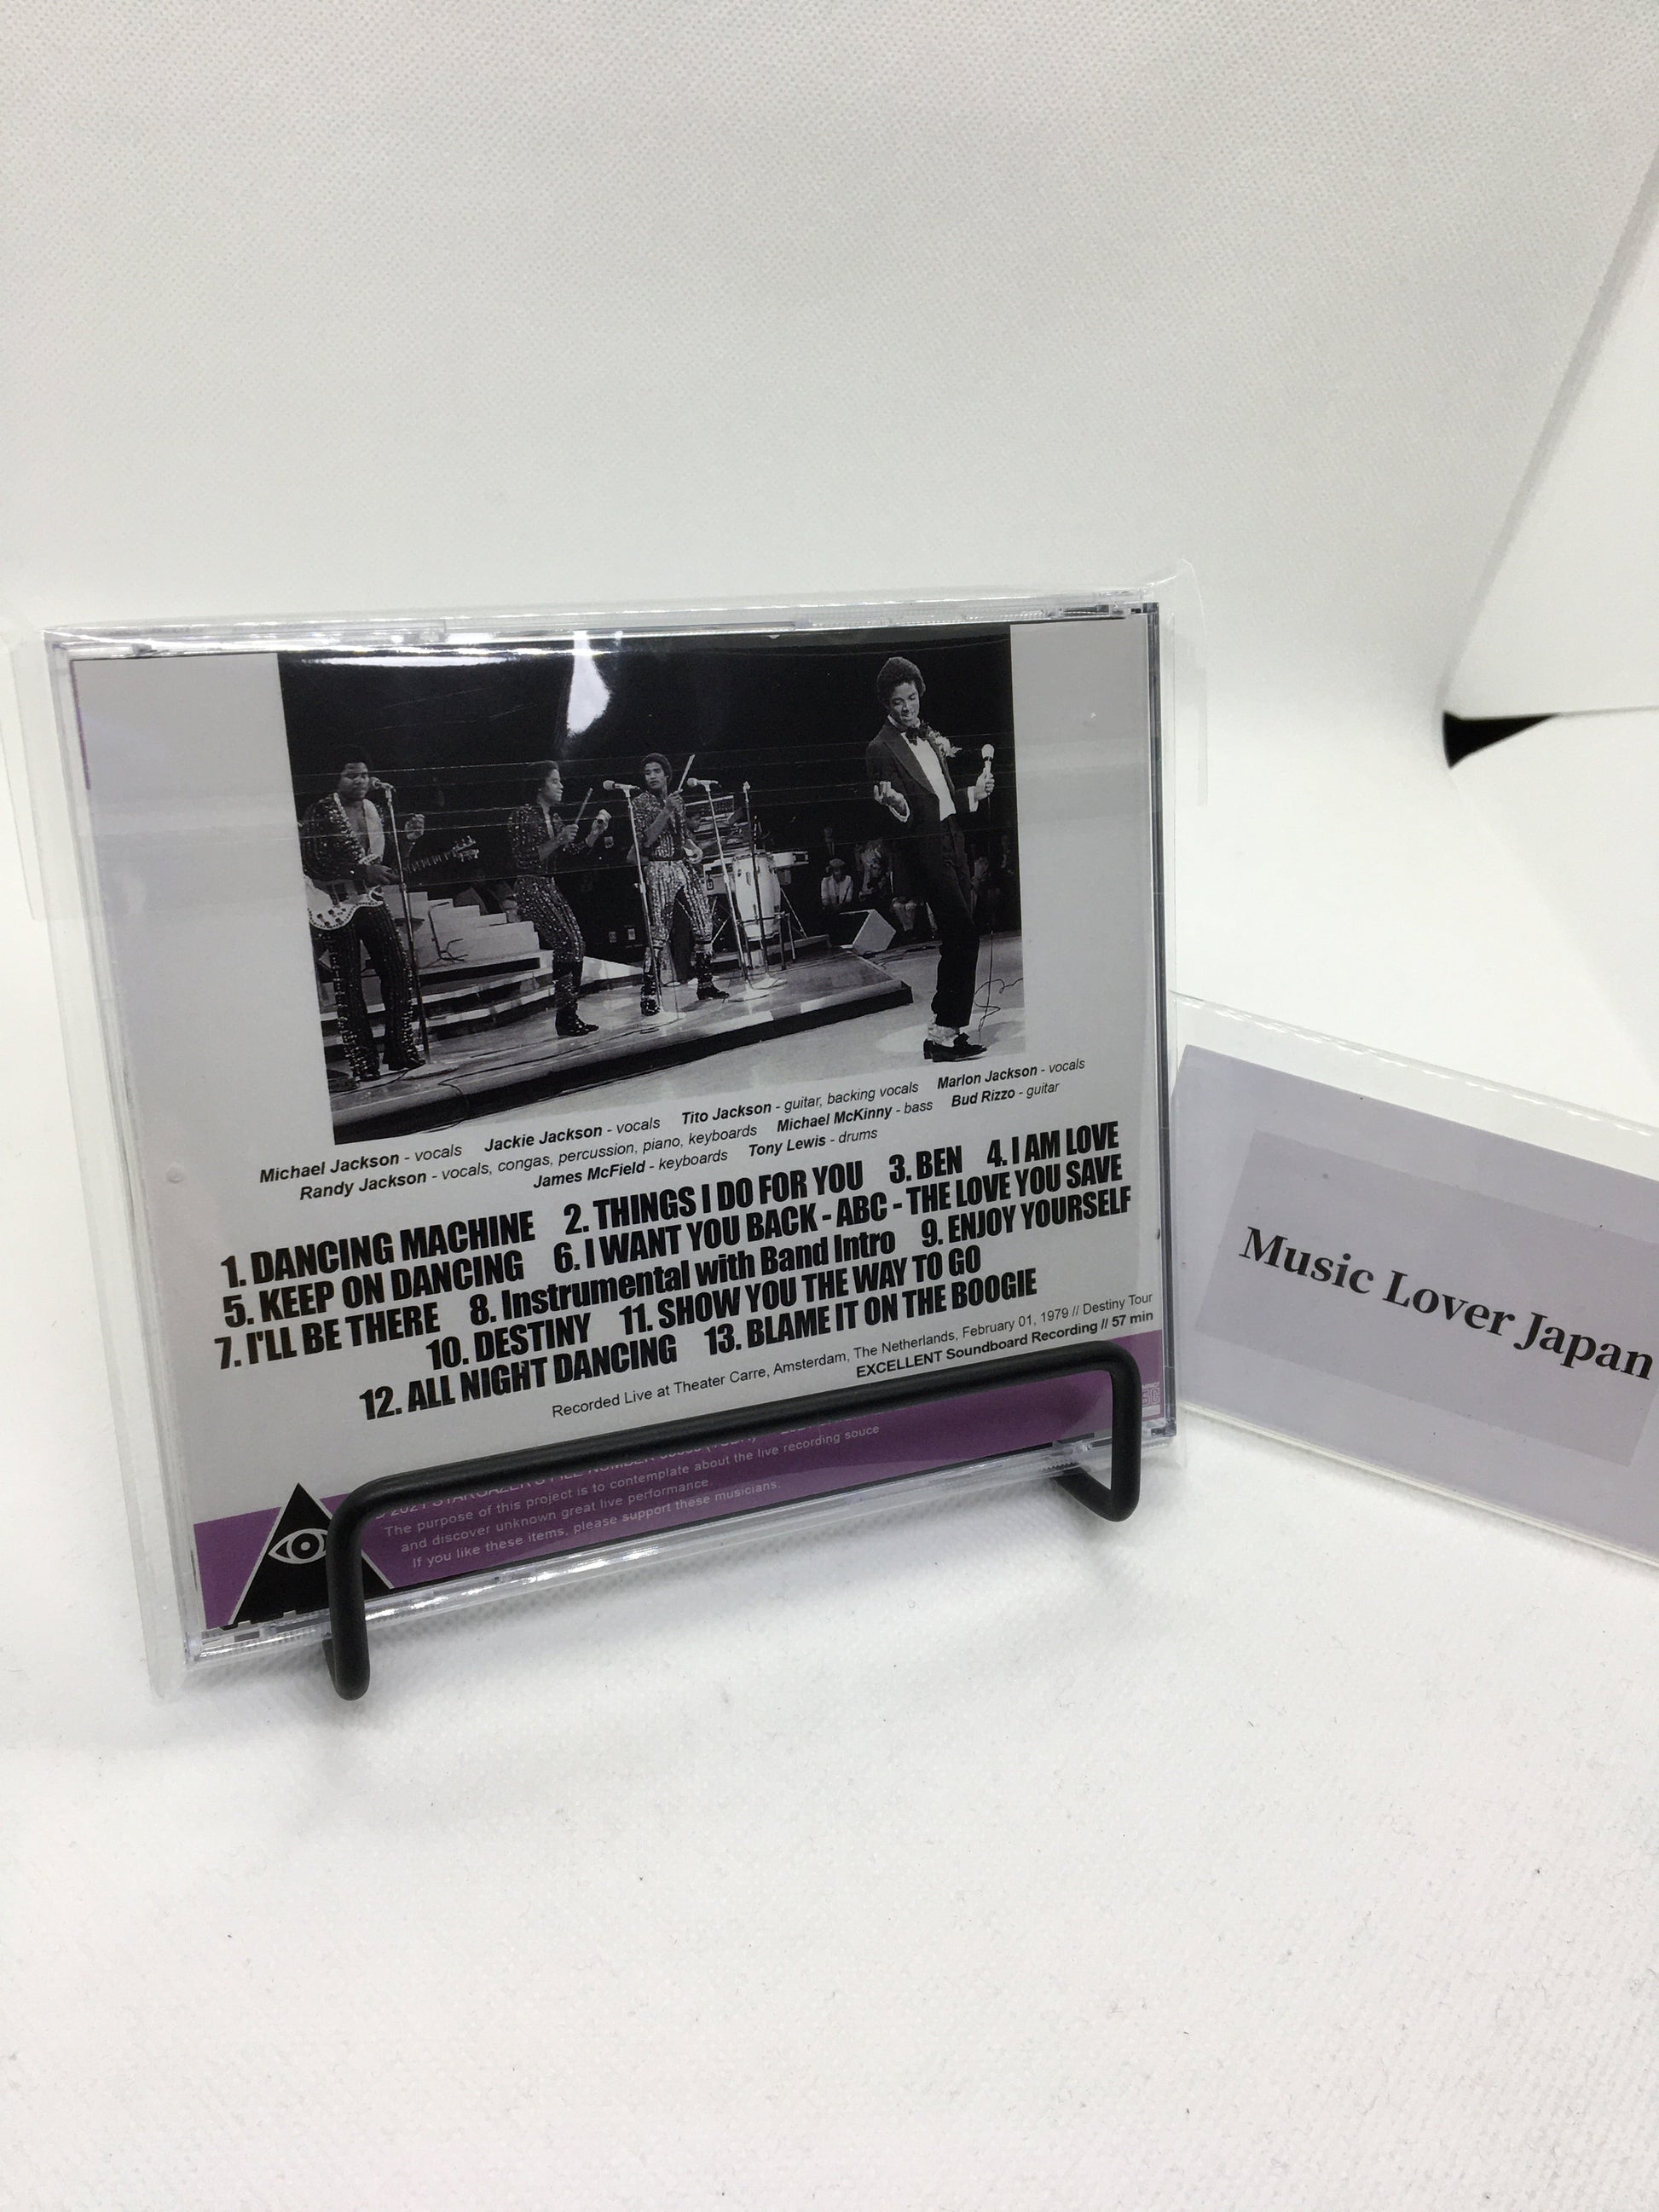 Michael Jackson - vocals Jackie Jackson - vocals Tito Jackson - guitar, backing vocals Marlon Jackson - vocals
Randy Jackson - vocals, congas, percussion, piano, keyboards Michael McKinny - bass Bud Rizzo - guitar
James McField - keyboards Tony Lewis - drums
1. DANCING MACHINE 2. THINGS I DO FOR YOU 3. BEN 4. I AM LOVE
5. KEEP ON DANCING 6. I WANT YOU BACK - ABC - THE LOVE YOU SAVE
7. I'LL BE THERE 8. Instrumental with Band Intro 9. ENJOY YOURSELF
10. DESTINY 11. SHOW YOU THE WAY TO GO
12. ALL NIGHT DANCING 13. BLAME IT ON THE BOOGIE
Recorded Live at Theater Carre, Amsterdam, The Netherlands, February 01, 1979 // Destiny Tour
EXCELLENT Soundboard Recording // 57 min
The purpose of this project is to contemplate about the live recording souce
and discover unknown great live performance.
If you like these items, please support these musicians.
Music Lover Japan